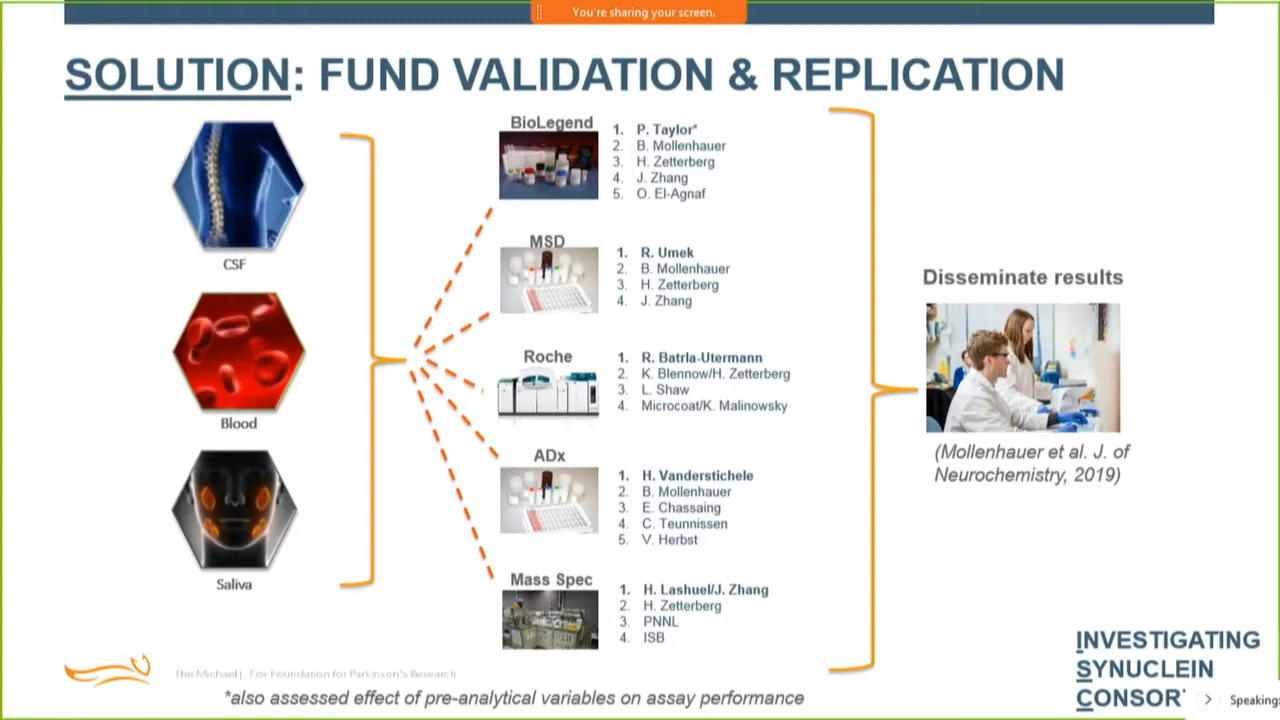 You're sharing your screen.
SOLUTION: FUND VALIDATION & REPLICATION
CSF
Blood
Saliva
BioLegend
1. P. Taylor*
2. B. Mollenhauer
3. H. Zetterberg
4. J. Zhang
5. O. El-Agnaf
MSD
1. R. Umek
2. B. Mollenhauer
3. H. Zetterberg
4. J. Zhang
Roche
1. R. Batrla-Utermann
2. K. Blennow/H. Zetterberg
3. L. Shaw
4. Microcoat/K. Malinowsky
ADx
1. H. Vanderstichele
2. B. Mollenhauer
3. E. Chassaing
4. C. Teunnissen
5. V. Herbst
Mass Spec
1. H. Lashuel/J. Zhang
2. H. Zetterberg
3. PNNL
4. ISB
Disseminate results
(Mollenhauer et al. J. of
Neurochemistry, 2019)
The Michael J. Fox Foundation for Parkinson's Research
*also assessed effect of pre-analytical variables on assay performance
INVESTIGATING
SYNUCLEIN
CONSOR
Speaking: